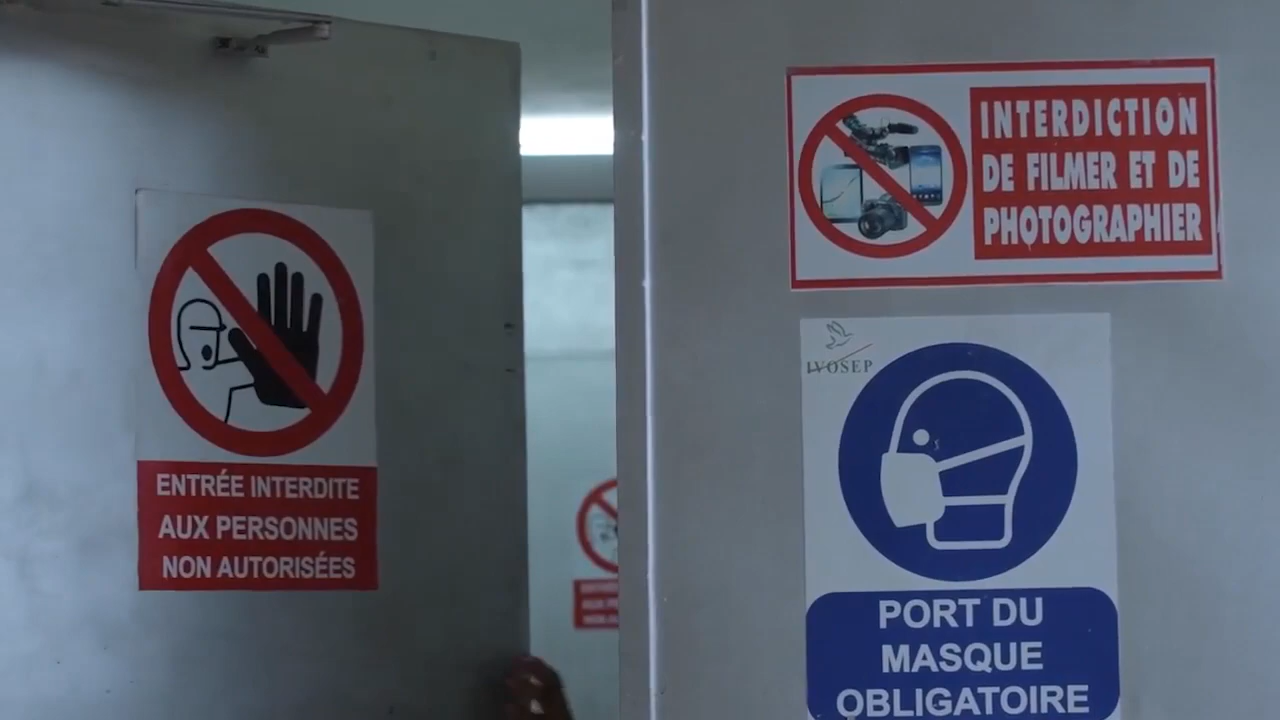 ENTRÉE INTERDITE
AUX PERSONNES
NON AUTORISÉES
INTERDICTION
DE FILMER ET DE
PHOTOGRAPHIER
IVOSEP
PORT DU
MASQUE
OBLIGATOIRE